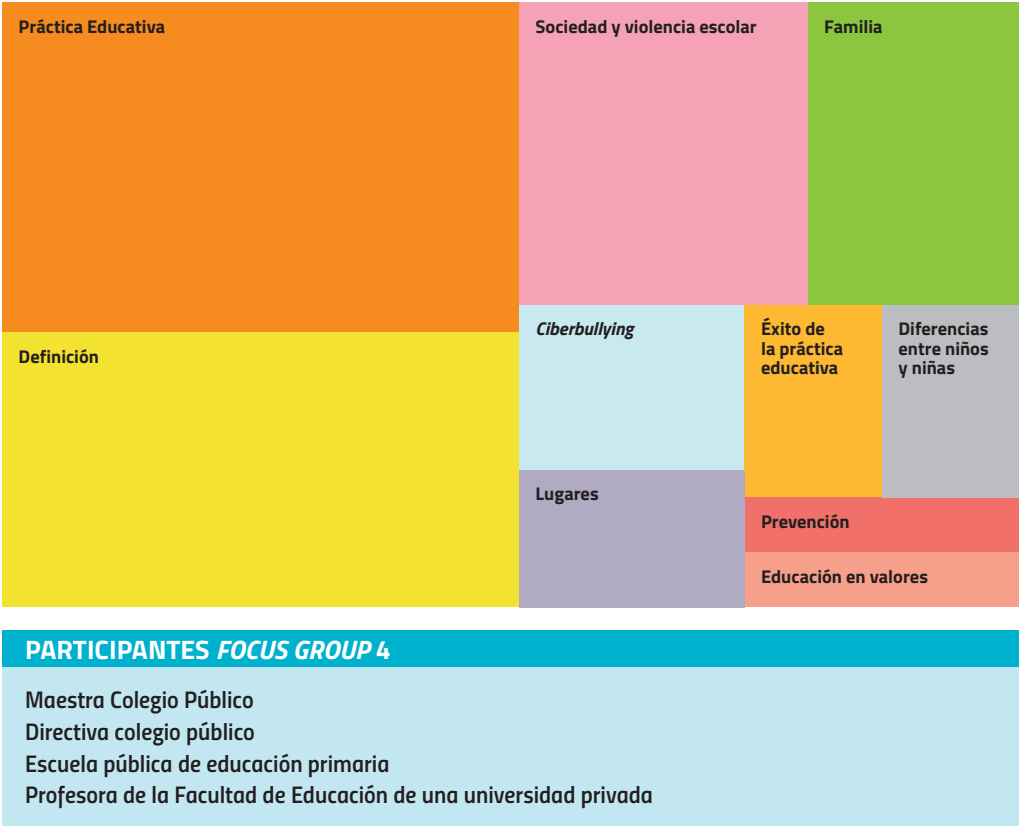 Práctica Educativa
Sociedad y violencia escolar
Familia
Definición
Ciberbullying
Éxito de
la práctica
educativa
Diferencias
entre niños
y niñas
Lugares
Prevención
Educación en valores
PARTICIPANTES FOCUS GROUP 4
Maestra Colegio Público
Directiva colegio público
Escuela pública de educación primaria
Profesora de la Facultad de Educación de una universidad privada